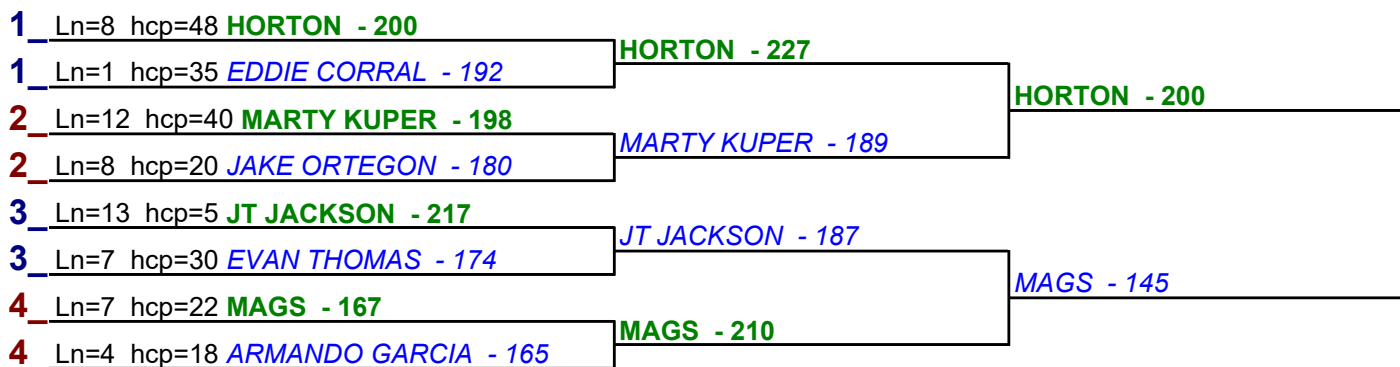 1_ Ln=8 hcp=48 HORTON - 200
HORTON - 227
1_ Ln=1 hcp=35 EDDIE CORRAL - 192
HORTON - 200
2_ Ln=12 hcp=40 MARTY KUPER - 198
MARTY KUPER - 189
2_ Ln=8 hcp=20 JAKE ORTEGON - 180
3_ Ln=13 hcp=5 JT JACKSON - 217
JT JACKSON - 187
3_ Ln=7 hcp=30 EVAN THOMAS - 174
MAGS - 145
4_ Ln=7 hcp=22 MAGS - 167
MAGS - 210
4 Ln=4 hcp=18 ARMANDO GARCIA - 165